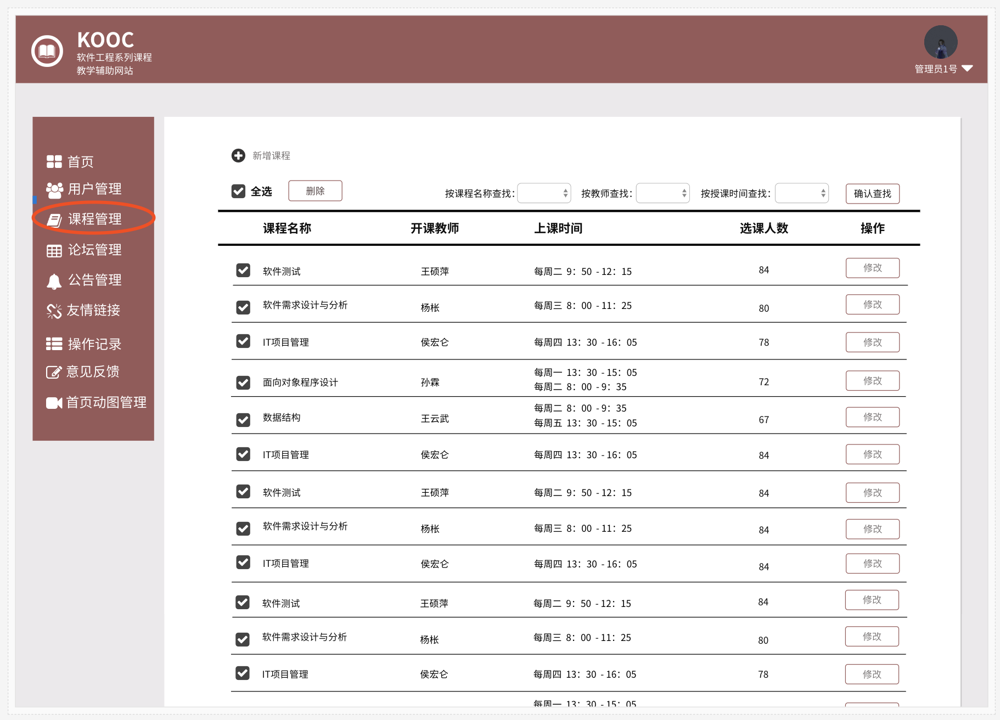 KOOC
软件工程系列课程
教学辅助网站
管理员1号
首页
用户管理
课程管理
论坛管理
公告管理
友情链接
操作记录
意见反馈
首页动图管理
新增课程
全选 删除 按课程名称查找： 按教师查找： 按授课时间查找： 确认查找
课程名称 开课教师 上课时间 选课人数 操作
软件测试 王硕萍 每周二 9：50 - 12：15 84 修改
软件需求设计与分析 杨枨 每周三 8：00 - 11：25 80 修改
IT项目管理 侯宏仑 每周四 13：30 - 16：05 78 修改
面向对象程序设计 孙霖 每周一 13：30 - 15：05 72 修改
每周二 8：00 - 9：35
数据结构 王云武 每周二 8：00 - 9：35 67 修改
每周五 13：30 - 15：05
IT项目管理 侯宏仑 每周四 13：30 - 16：05 84 修改
软件测试 王硕萍 每周二 9：50 - 12：15 84 修改
软件需求设计与分析 杨枨 每周三 8：00 - 11：25 84 修改
IT项目管理 侯宏仑 每周四 13：30 - 16：05 84 修改
软件测试 王硕萍 每周二 9：50 - 12：15 84 修改
软件需求设计与分析 杨枨 每周三 8：00 - 11：25 80 修改
IT项目管理 侯宏仑 每周四 13：30 - 16：05 78 修改
每周一 13：30 - 15：05